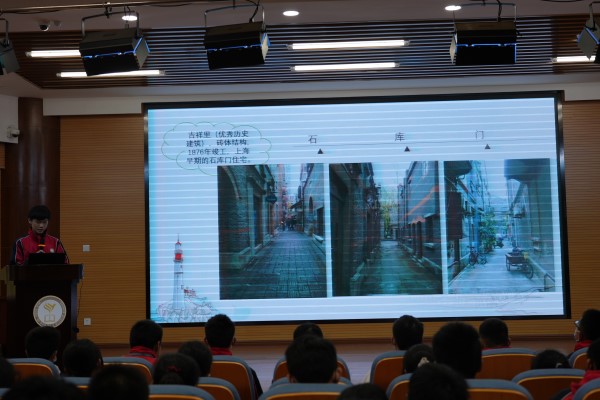 吉祥里（优秀历史
建筑），砖体结构，
1876年竣工，上海
早期的石库门住宅。
石 库 门